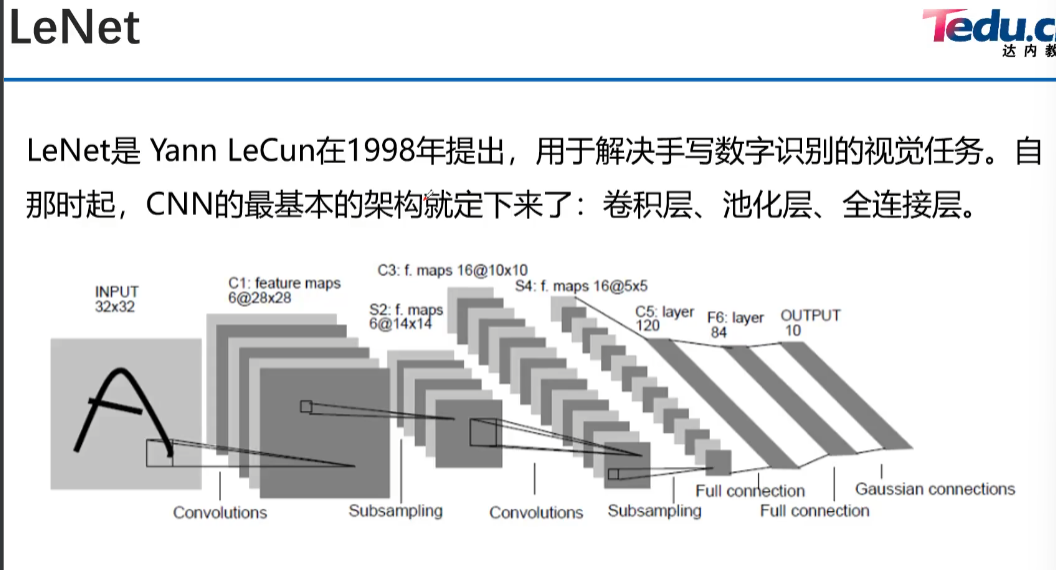 LeNet
Tedu.c
达内教
LeNet是 Yann LeCun在1998年提出，用于解决手写数字识别的视觉任务。自
那时起，CNN的最基本的架构就定下来了：卷积层、池化层、全连接层。
C3: f. maps 16@10x10
C1: feature maps
6@28x28
S4: f. maps 16@5x5
INPUT
32x32
S2: f. maps
6@14x14
C5: layer
120
F6: layer
84
OUTPUT
10
A
Convolutions
Subsampling
Convolutions
Subsampling
Full connection
Full connection
Gaussian connections